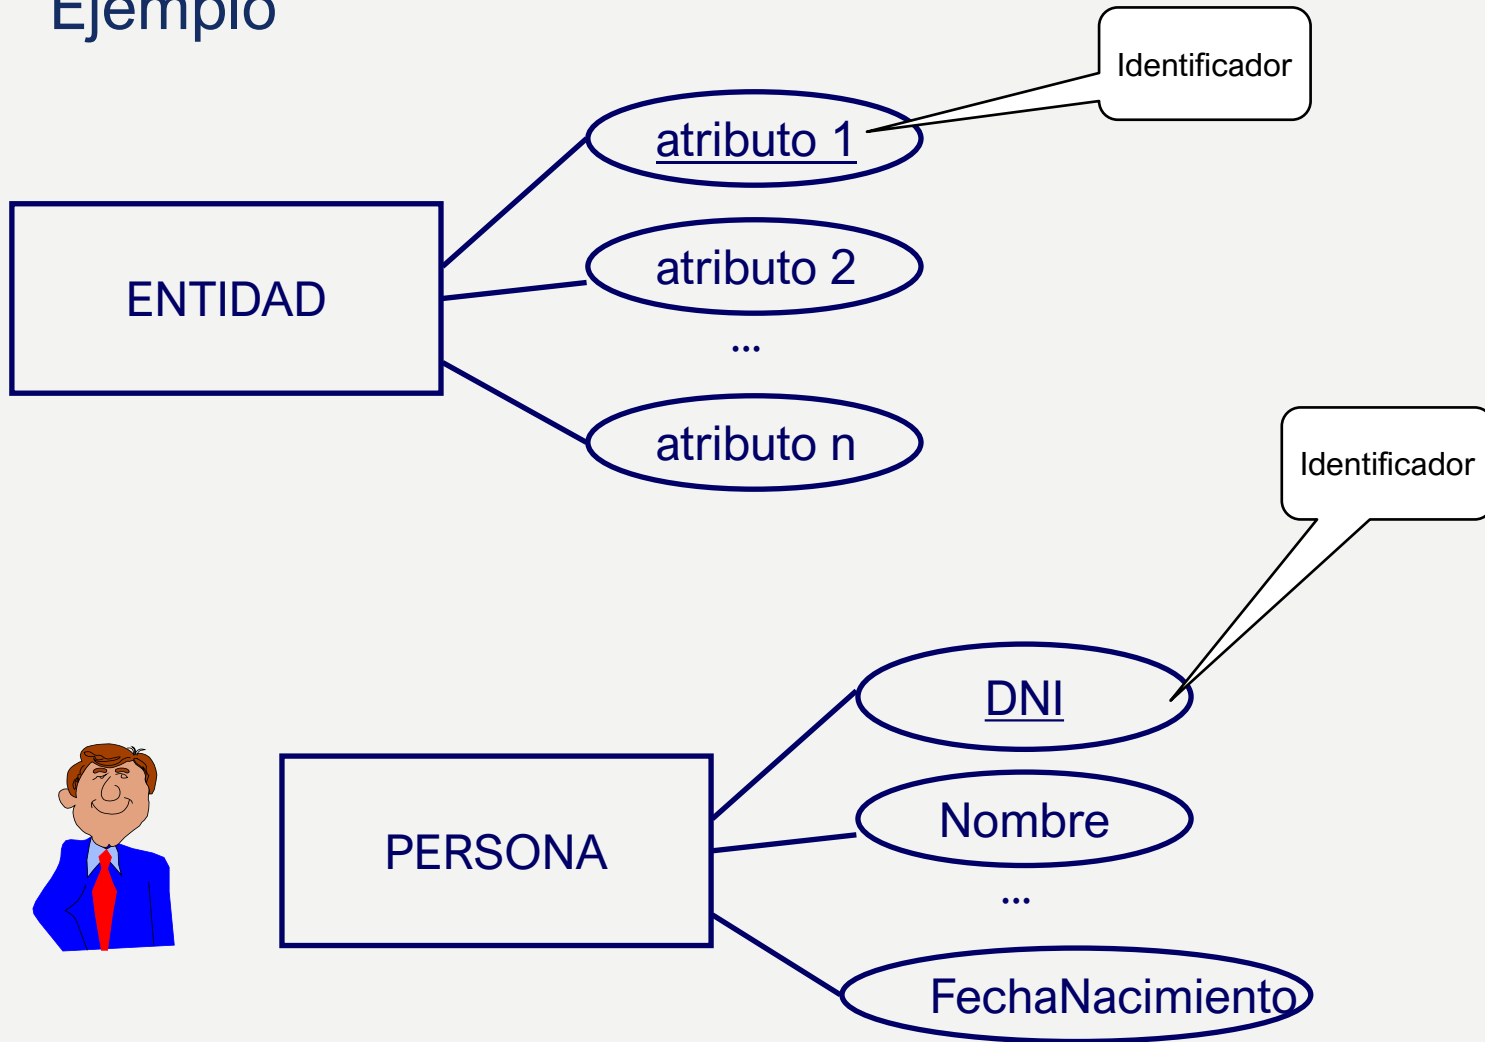 Ejemplo
Identificador
atributo 1
atributo 2
ENTIDAD
...
atributo n
Identificador
DNI
Nombre
PERSONA
...
FechaNacimiento